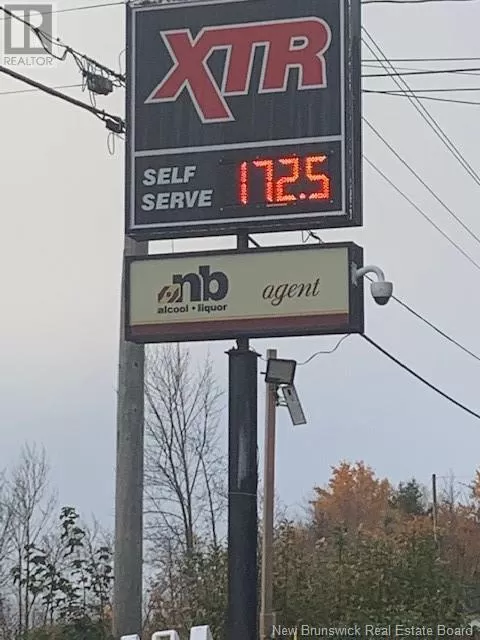 REALTOR
XTR
SELF
SERVE
172.5
nb
alcool • liquor
agent
New Brunswick Real Estate Board